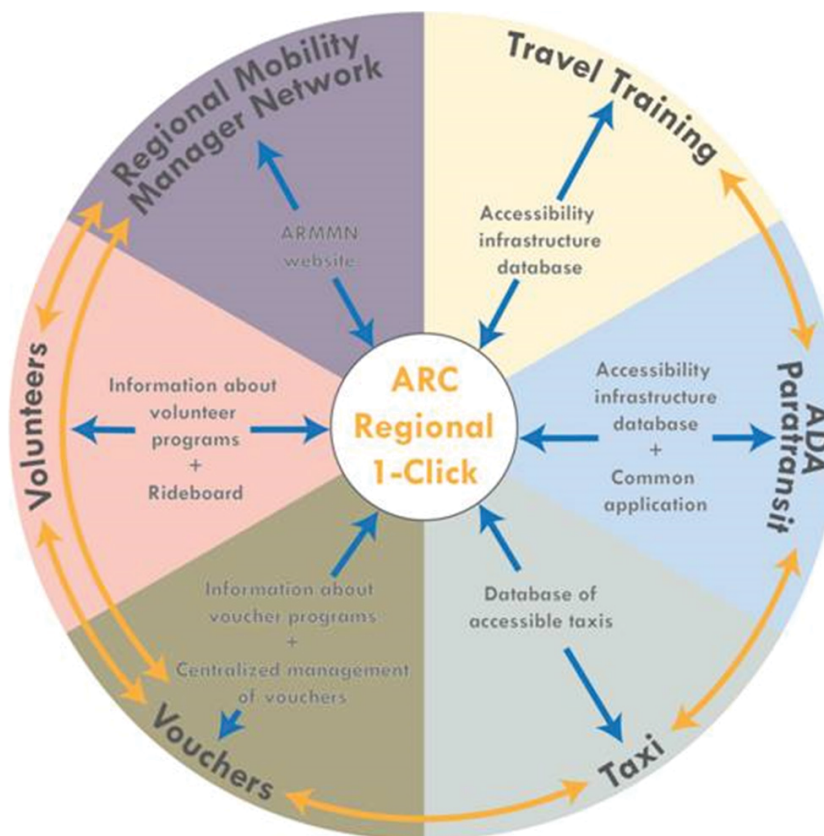 Regional Mobility
Manager Network
Travel Training
ARMMN
website
Accessibility
infrastructure
database
ARC
Regional
1-Click
Volunteers
Information about
volunteer
programs
+
Rideboard
Accessibility
infrastructure
database
+
Common
application
ADA
Paratransit
Information about
voucher programs
+
Centralized management
of vouchers
Database of
accessible taxis
Vouchers
Taxi